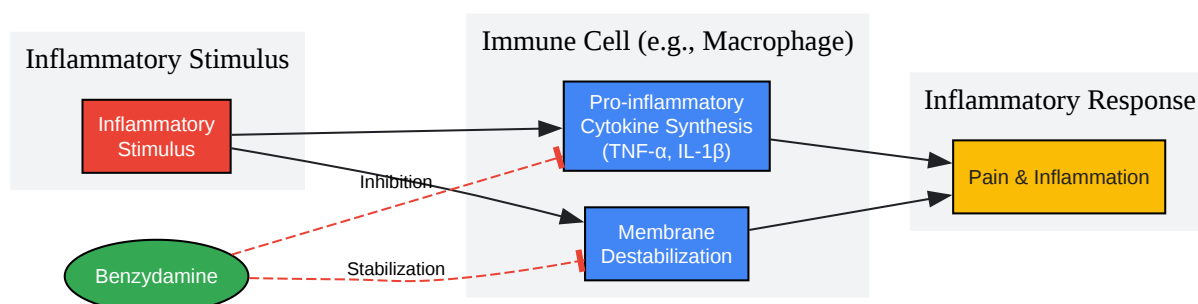 Inflammatory Stimulus
Inflammatory
Stimulus
Immune Cell (e.g., Macrophage)
Pro-inflammatory
Cytokine Synthesis
(TNF-α, IL-1β)
Membrane
Destabilization
Inflammatory Response
Pain & Inflammation
Inhibition
Stabilization
Benzydamine